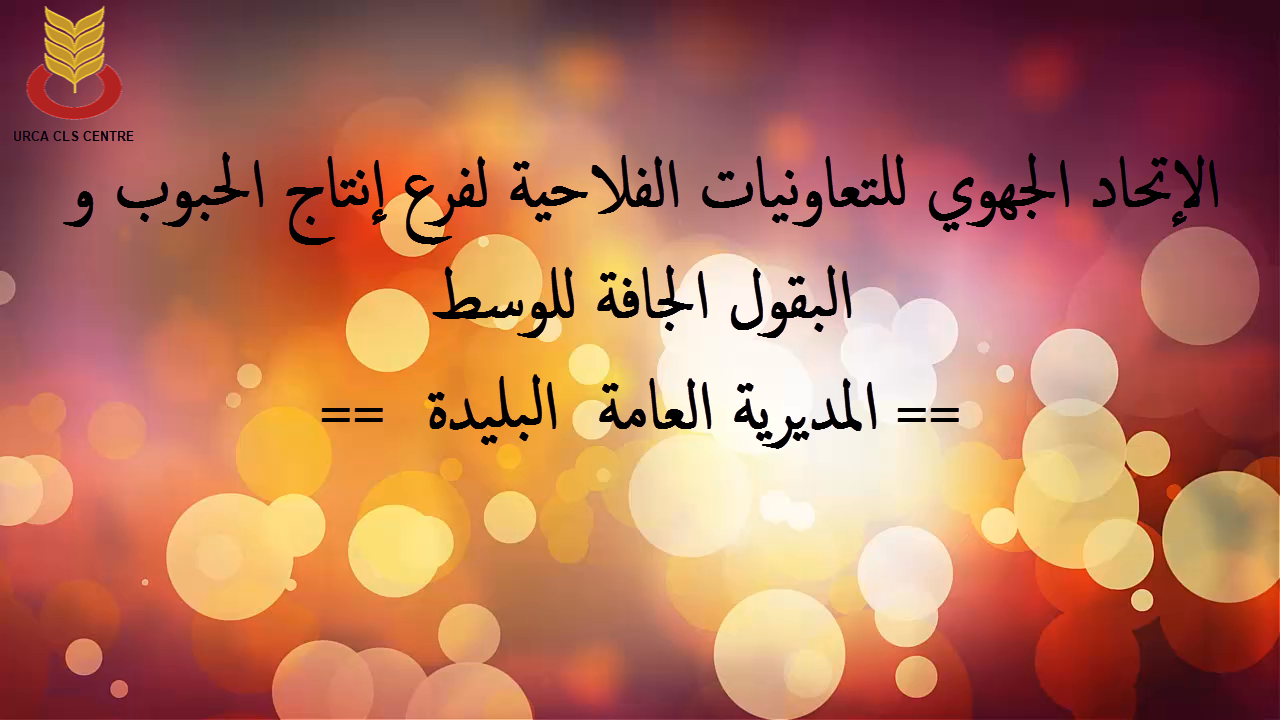 URCA CLS CENTRE
الإتحاد الجهوي للتعاونيات الفلاحية لفرع إنتاج الحبوب و
البقول الجافة للوسط
== المديرية العامة البليدة ==